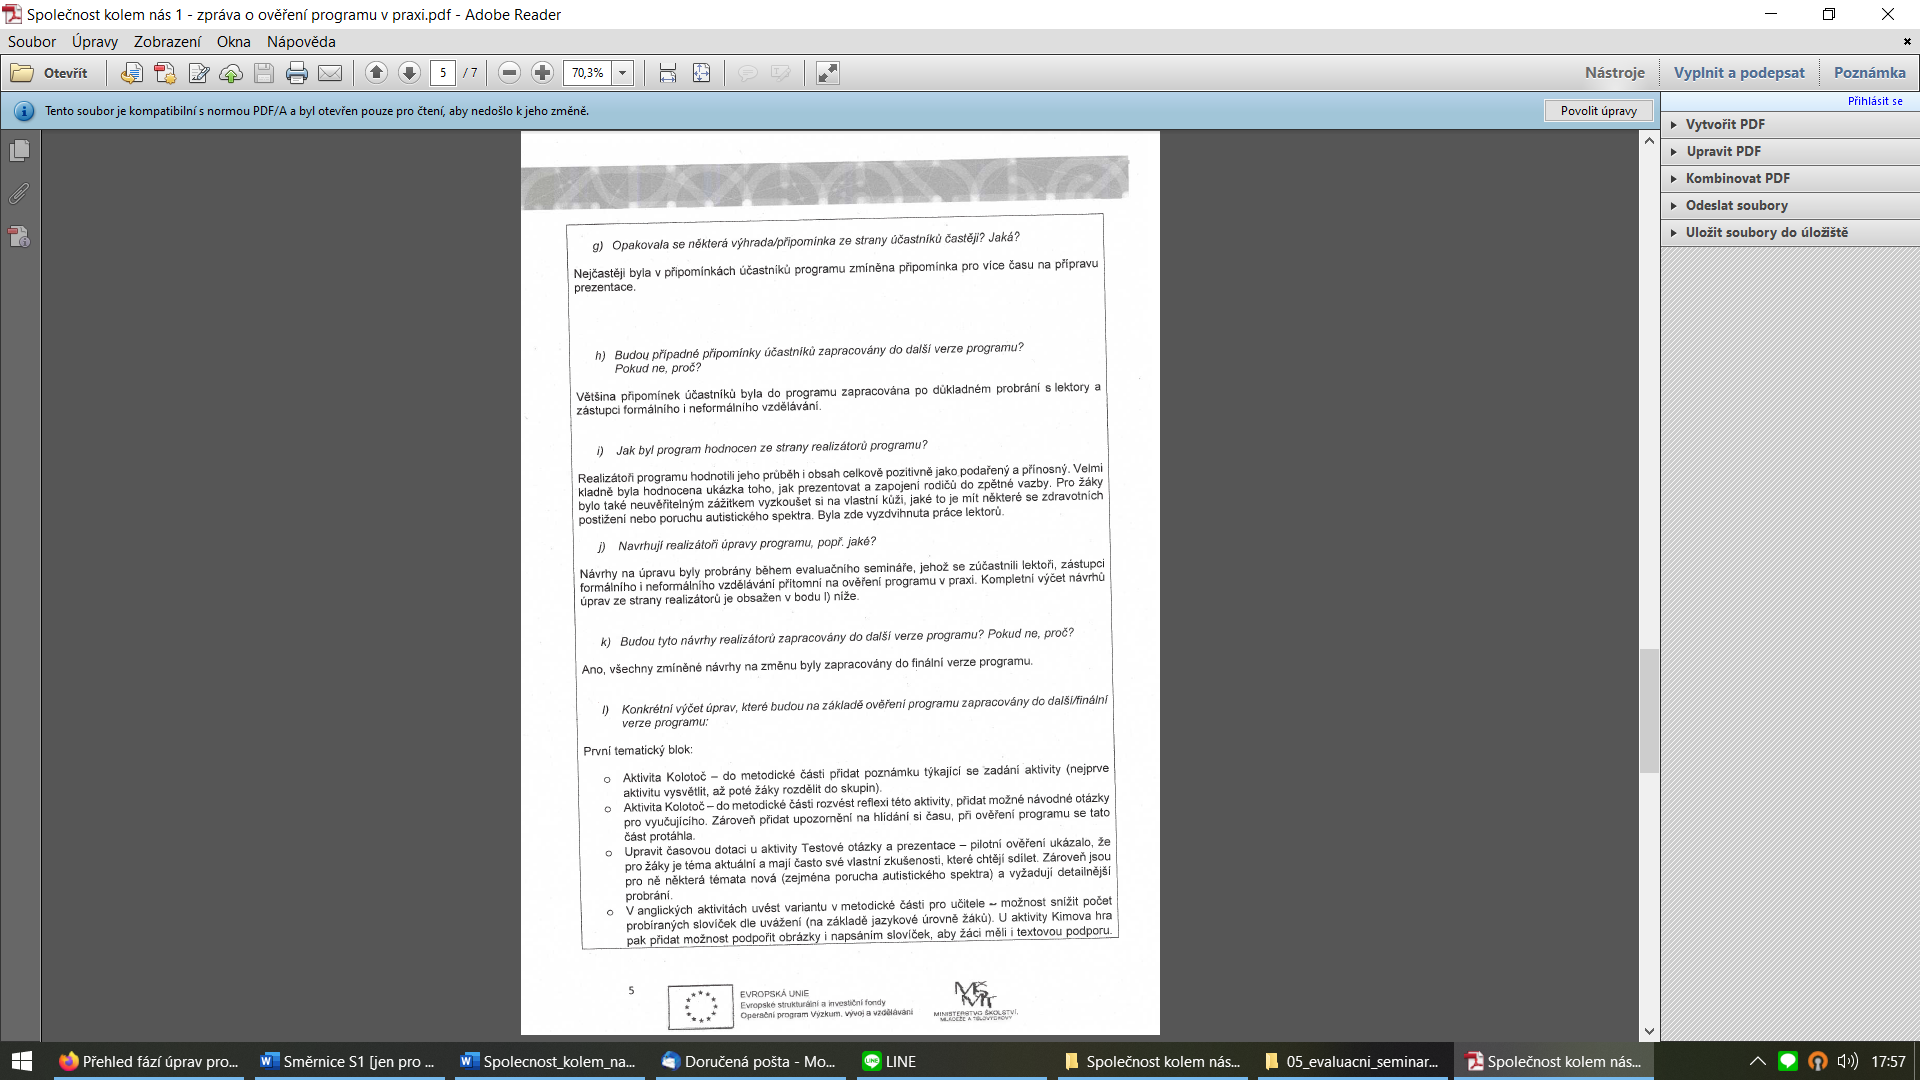 Společnost kolem nás 1 - zpráva o ověření programu v praxi.pdf - Adobe Reader
Soubor Úpravy Zobrazení Okna Nápověda
Otevřít 5 / 7 70,3% Nástroje Vyplnit a podepsat Poznámka
Tento soubor je kompatibilní s normou PDF/A a byl otevřen pouze pro čtení, aby nedošlo k jeho změně. Povolit úpravy
Přihlásit se
Vytvořit PDF
Upravit PDF
Kombinovat PDF
Odeslat soubory
Uložit soubory do úložiště
g) Opakovala se některá výhrada/připomínka ze strany účastníků častěji? Jaká?
Nejčastěji byla v připomínkách účastníků programu zmíněna připomínka pro více času na přípravu
prezentace.
h) Budou případné připomínky účastníků zapracovány do další verze programu?
Pokud ne, proč?
Většina připomínek účastníků byla do programu zapracována po důkladném probrání s lektory a
zástupci formálního i neformálního vzdělávání.
i) Jak byl program hodnocen ze strany realizátorů programu?
Realizátoři programu hodnotili jeho průběh i obsah celkově pozitivně jako podařený a přínosný. Velmi
kladně byla hodnocena ukázka toho, jak prezentovat a zapojení rodičů do zpětné vazby. Pro žáky
bylo také neuvěřitelným zážitkem vyzkoušet si na vlastní kůži, jaké to je mít některé se zdravotních
postižení nebo poruchu autistického spektra. Byla zde vyzdvihnuta práce lektorů.
j) Navrhují realizátoři úpravy programu, popř. jaké?
Návrhy na úpravu byly probrány během evaluačního semináře, jehož se zúčastnili lektoři, zástupci
formálního i neformálního vzdělávání přítomni na ověření programu v praxi. Kompletní výčet návrhů
úprav ze strany realizátorů je obsažen v bodu l) níže.
k) Budou tyto návrhy realizátorů zapracovány do další verze programu? Pokud ne, proč?
Ano, všechny zmíněné návrhy na změnu byly zapracovány do finální verze programu.
l) Konkrétní výčet úprav, které budou na základě ověření programu zapracovány do další/finální
verze programu:
První tematický blok:
o Aktivita Kolotoč – do metodické části přidat poznámku týkající se zadání aktivity (nejprve
aktivitu vysvětlit, až poté žáky rozdělit do skupin).
o Aktivita Kolotoč – do metodické části rozvést reflexi této aktivity, přidat možné návodné otázky
pro vyučujícího. Zároveň přidat upozornění na hlídání si času, při ověření programu se tato
část protáhla.
o Upravit časovou dotaci u aktivity Testové otázky a prezentace – pilotní ověření ukázalo, že
pro žáky je téma aktuální a mají často své vlastní zkušenosti, které chtějí sdílet. Zároveň jsou
pro ně některá témata nová (zejména porucha autistického spektra) a vyžadují detailnější
probrání.
o V anglických aktivitách uvést variantu v metodické části pro učitele – možnost snížit počet
probíraných slovíček dle uvážení (na základě jazykové úrovně žáků). U aktivity Kimova hra
pak přidat možnost podpořit obrázky i napsáním slovíček, aby žáci měli i textovou podporu.
5
EVROPSKÁ UNIE
Evropské strukturální a investiční fondy
Operační program Výzkum, vývoj a vzdělávání
MŠMT
MINISTERSTVO ŠKOLSTVÍ,
MLÁDEŽE A TĚLOVÝCHOVY
Přehled fází úprav pro... Směrnice S1 [jen pro ... Spolecnost_kolem_na... Doručená pošta - Mo... LINE Společnost kolem nás... 05_evaluacni_seminar... Společnost kolem nás... 17:57